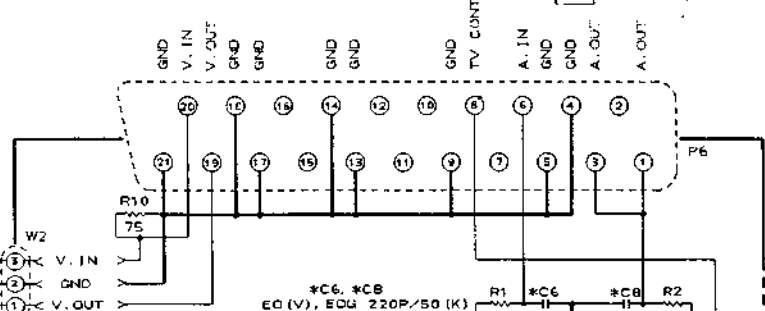 GND V. IN V. OUT GND GND GND GND GND TV CONT A. IN GND GND A. OUT A. OUT
20 18 16 14 12 10 8 6 4 2
21 19 17 15 13 11 9 7 5 3 1
P6
R10
75
W2
3 V. IN
2 GND
1 V. OUT
*C6, *C8
EO (V), EOG 220P/50 (K)
R1 *C6 *C8 R2